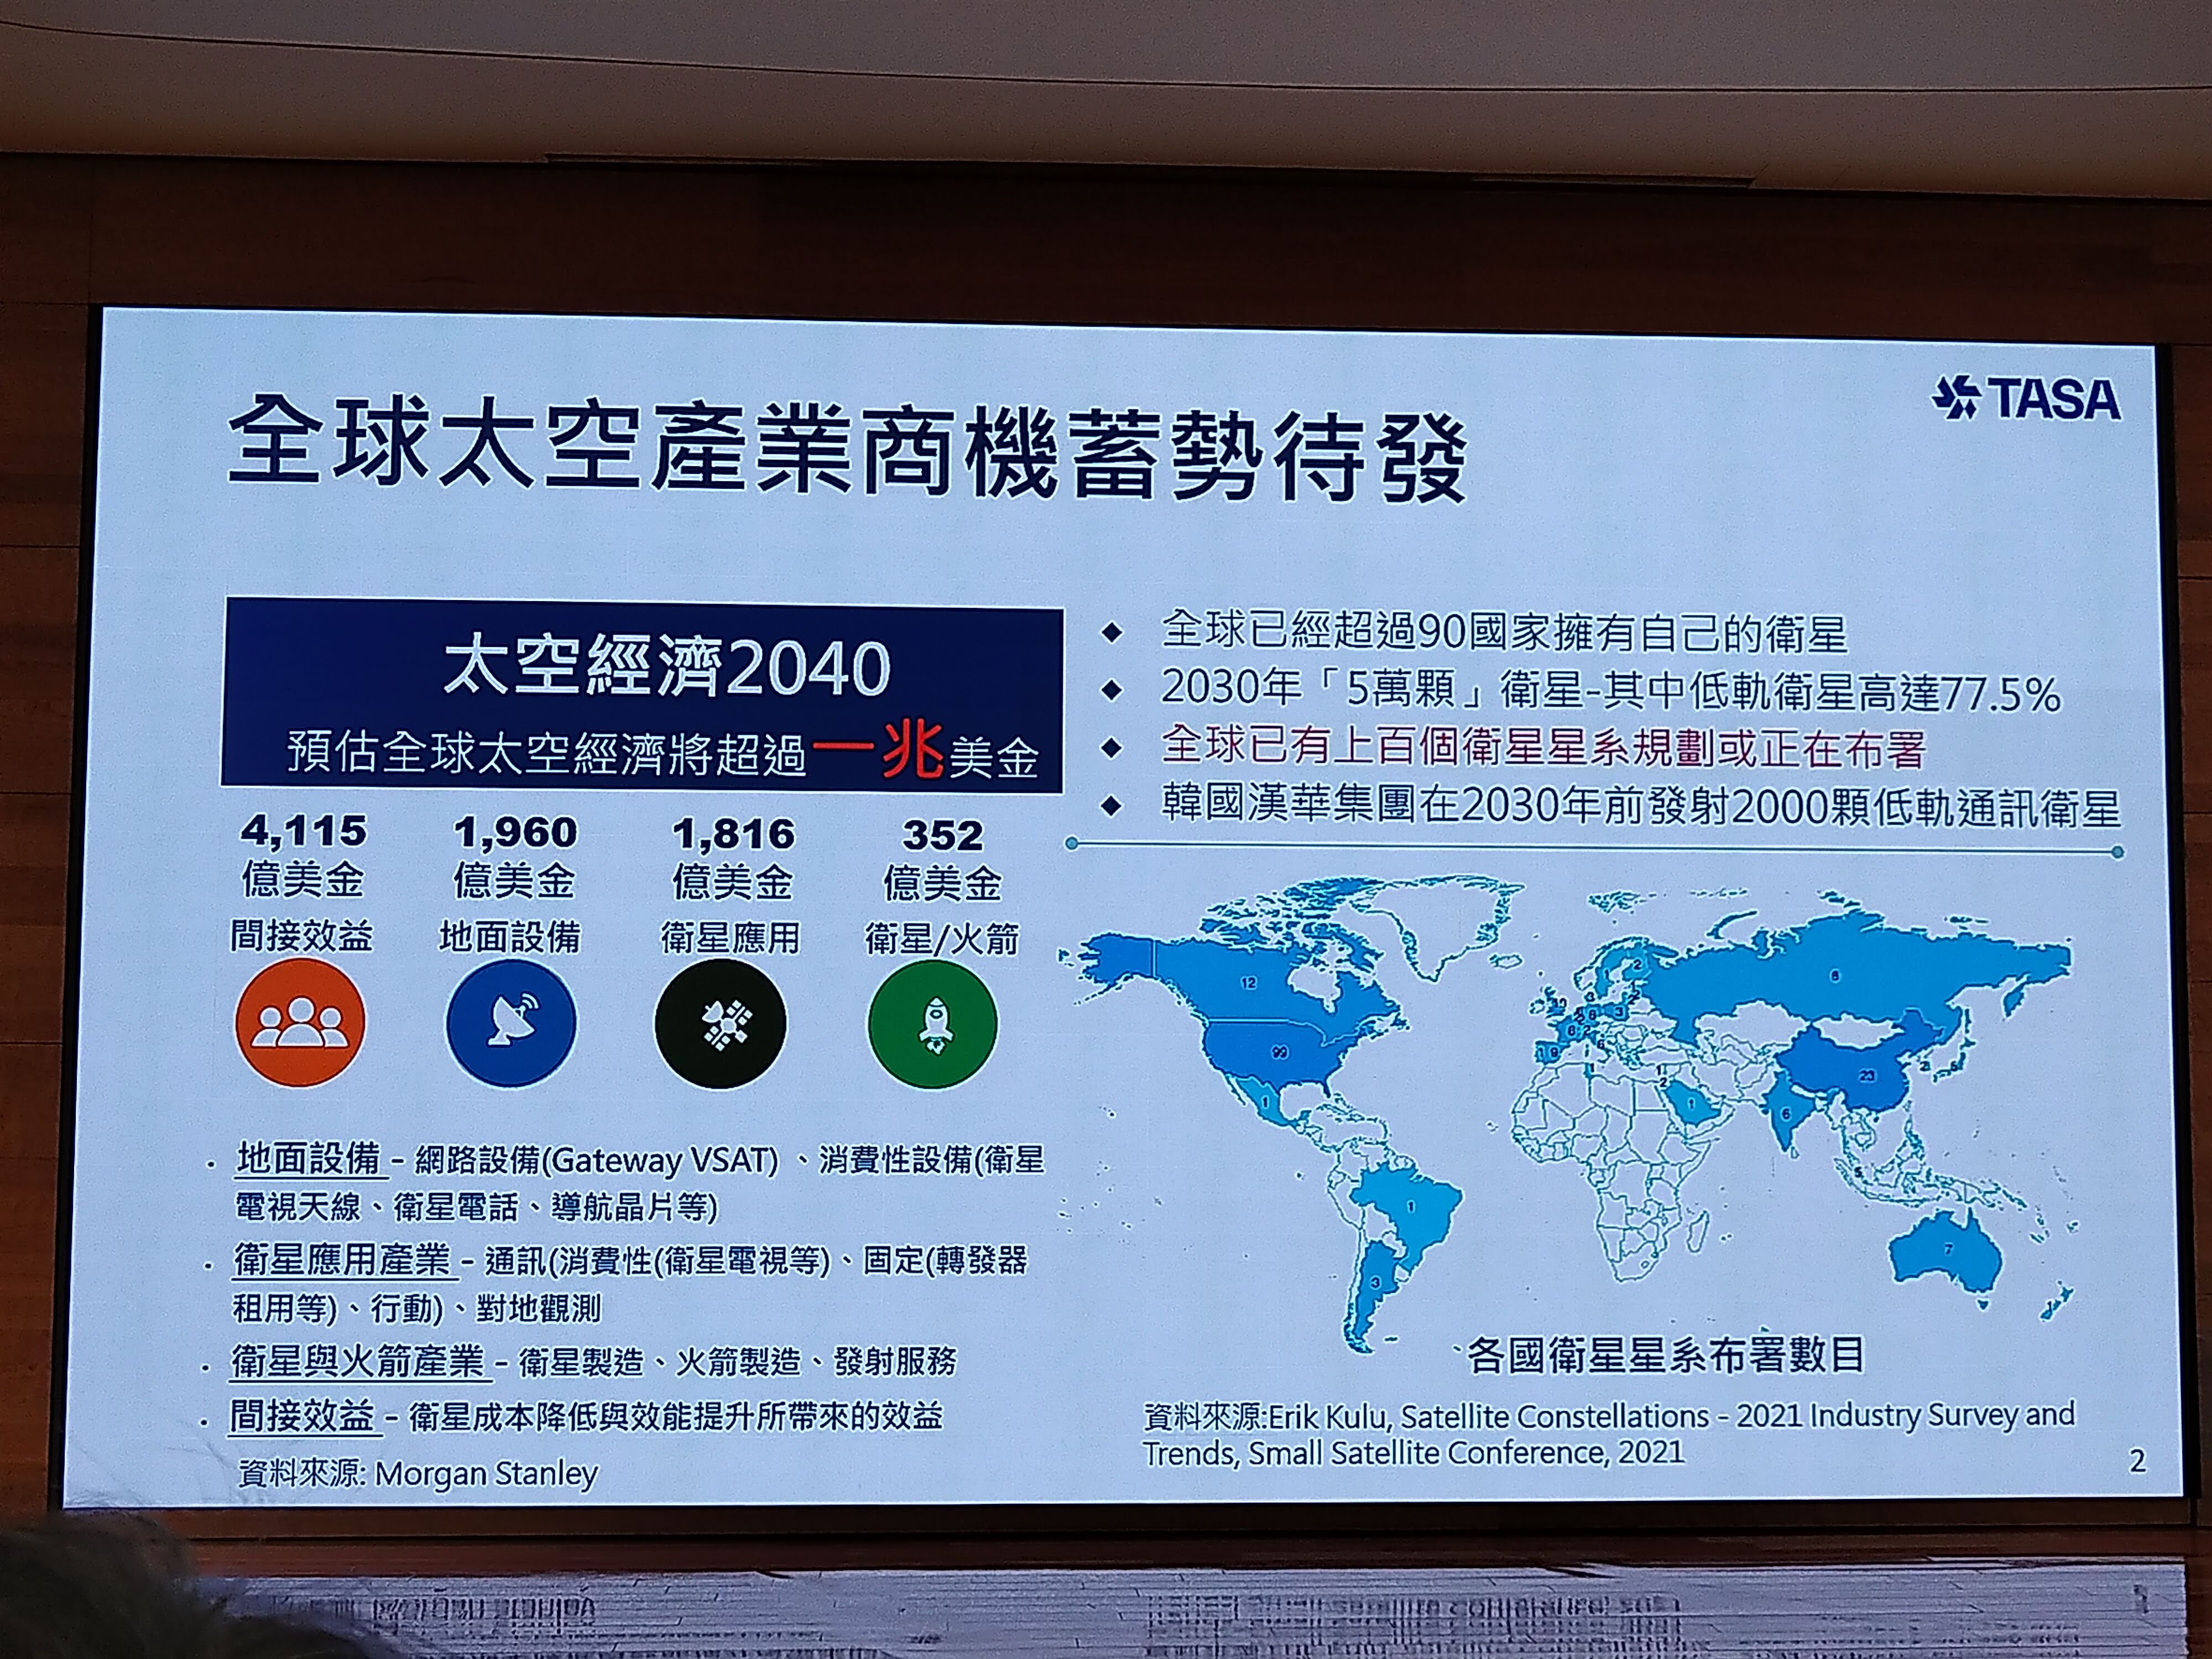 TASA
全球太空產業商機蓄勢待發
太空經濟2040
預估全球太空經濟將超過一兆美金
4,115
億美金
間接效益
1,960
億美金
地面設備
1,816
億美金
衛星應用
352
億美金
衛星/火箭
• 地面設備 – 網路設備(Gateway VSAT) 、消費性設備(衛星
電視天線、衛星電話、導航晶片等)
• 衛星應用產業 – 通訊(消費性(衛星電視等)、固定(轉發器
租用等)、行動)、對地觀測
• 衛星與火箭產業 – 衛星製造、火箭製造、發射服務
• 間接效益 – 衛星成本降低與效能提升所帶來的效益
資料來源: Morgan Stanley
◆ 全球已經超過90國家擁有自己的衛星
◆ 2030年「5萬顆」衛星-其中低軌衛星高達77.5%
◆ 全球已有上百個衛星星系規劃或正在布署
◆ 韓國漢華集團在2030年前發射2000顆低軌通訊衛星
12
99
1
1
3
6
23
6
1
7
各國衛星星系布署數目
資料來源:Erik Kulu, Satellite Constellations – 2021 Industry Survey and
Trends, Small Satellite Conference, 2021
2